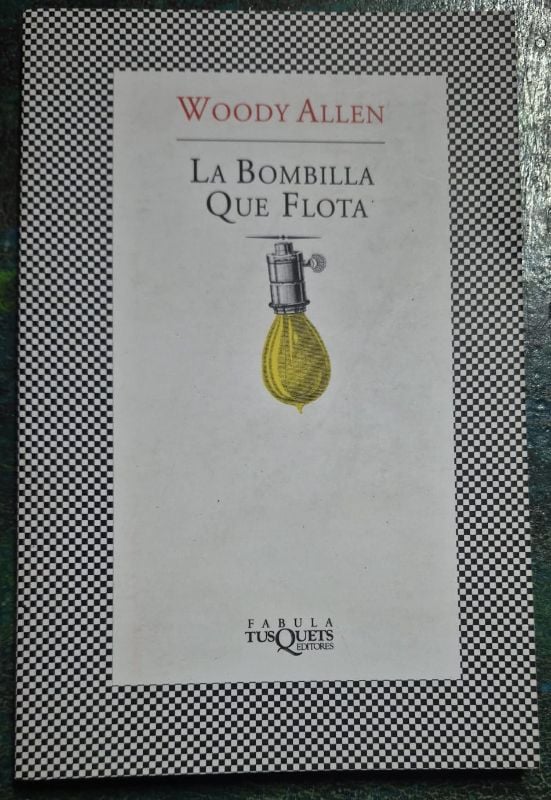 WOODY ALLEN
LA BOMBILLA
QUE FLOTA
FABULA
TUSQUETS
EDITORES